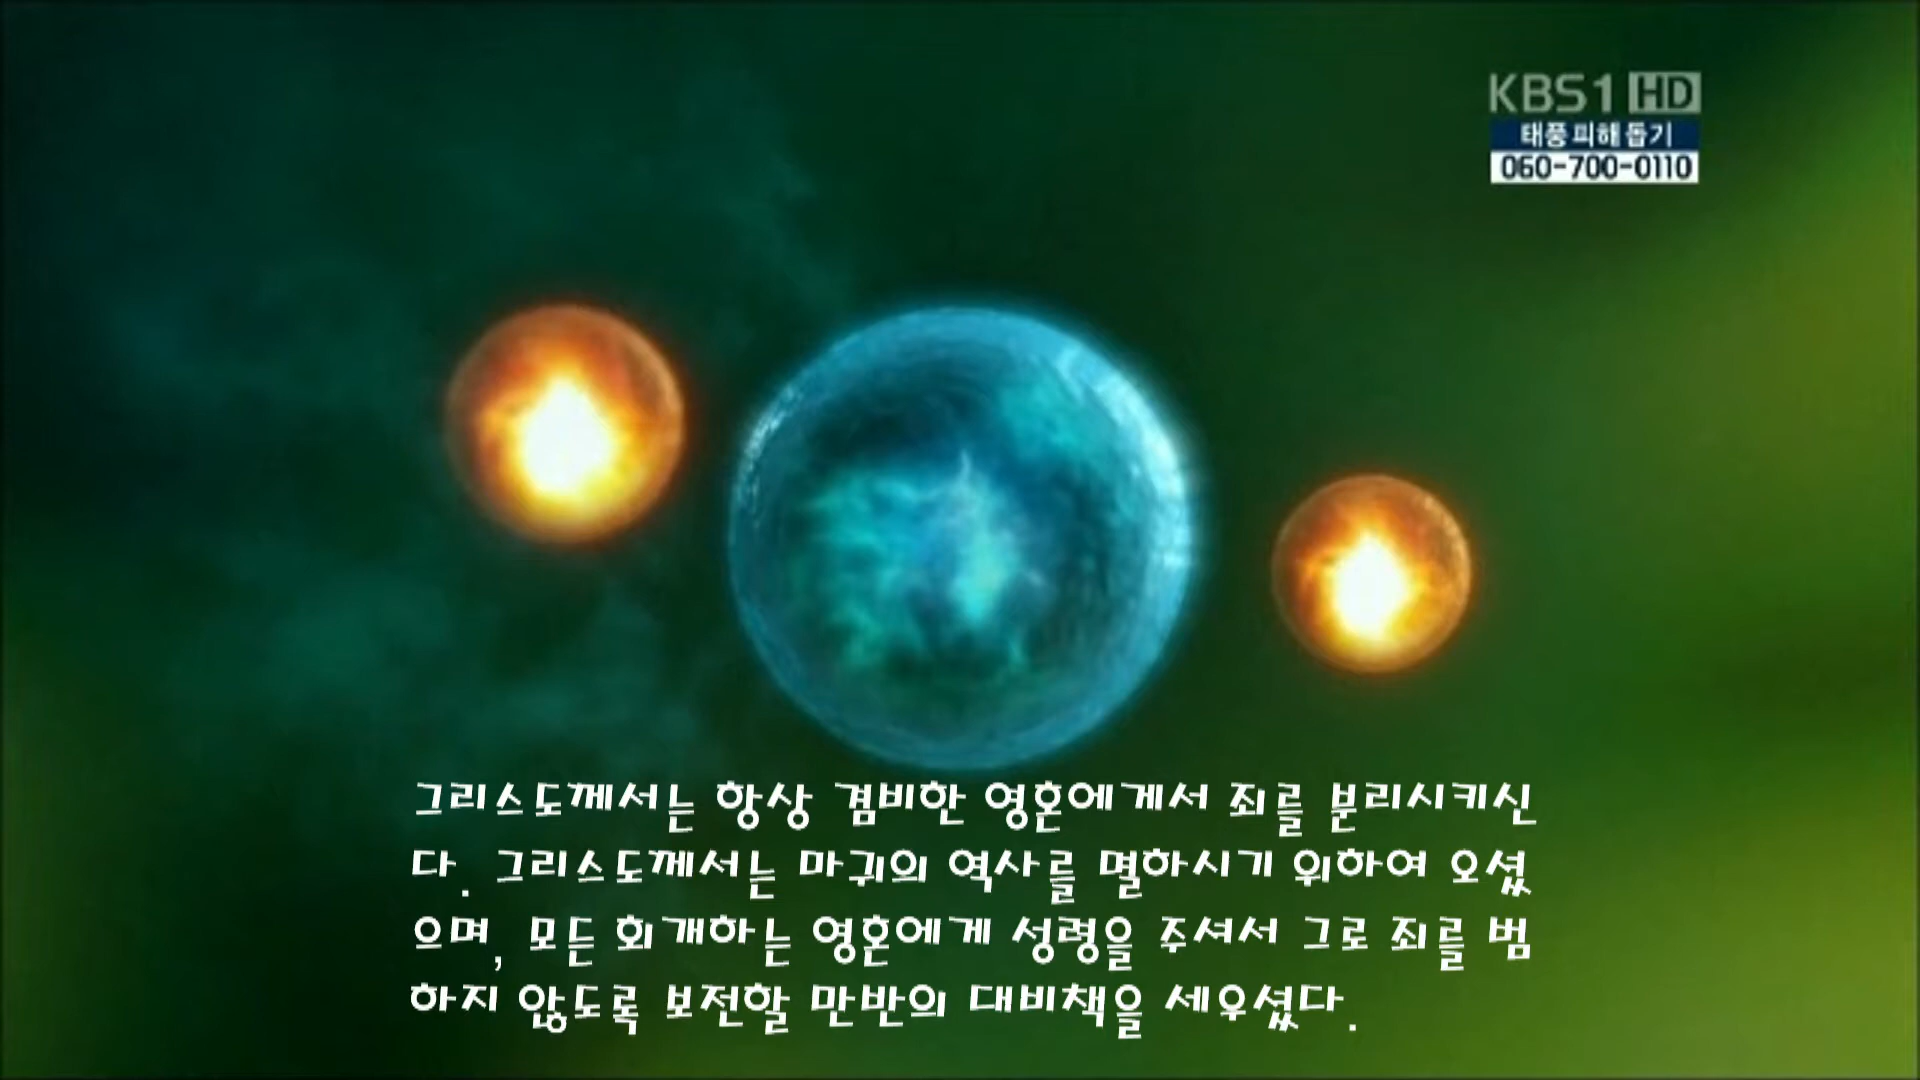 KBS1 HD
태풍피해돕기
060-700-0110
그리스도께서는 항상 겸비한 영혼에게서 죄를 분리시키신
다. 그리스도께서는 마귀의 역사를 멸하시기 위하여 오셨
으며, 모든 회개하는 영혼에게 성령을 주셔서 그로 죄를 범
하지 않도록 보전할 만반의 대비책을 세우셨다.